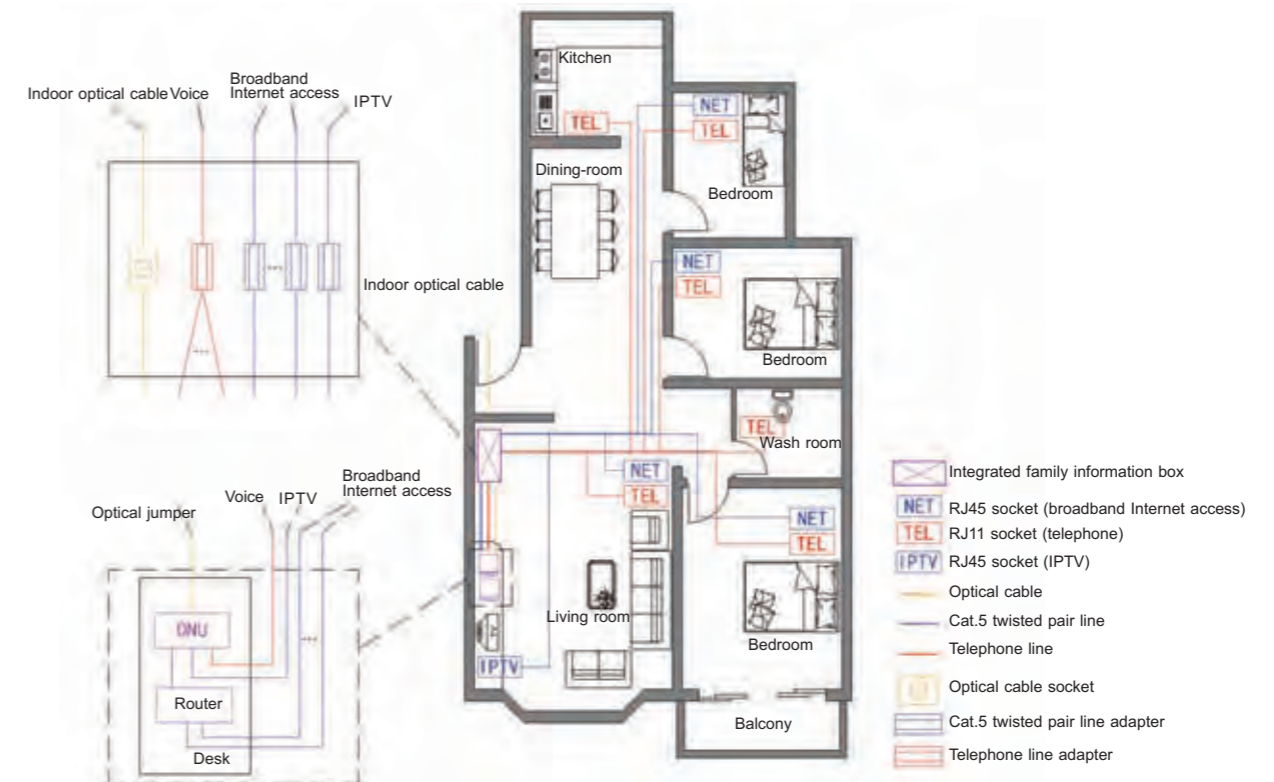 Indoor optical cable
Voice
Broadband
Internet access
IPTV
Indoor optical cable
Optical jumper
Voice
IPTV
Broadband
Internet access
ONU
Router
Desk
Kitchen
TEL
NET
TEL
Bedroom
Dining-room
NET
TEL
Bedroom
TEL
Wash room
NET
TEL
NET
TEL
Living room
Bedroom
IPTV
Balcony
Integrated family information box
NET RJ45 socket (broadband Internet access)
TEL RJ11 socket (telephone)
IPTV RJ45 socket (IPTV)
Optical cable
Cat.5 twisted pair line
Telephone line
Optical cable socket
Cat.5 twisted pair line adapter
Telephone line adapter